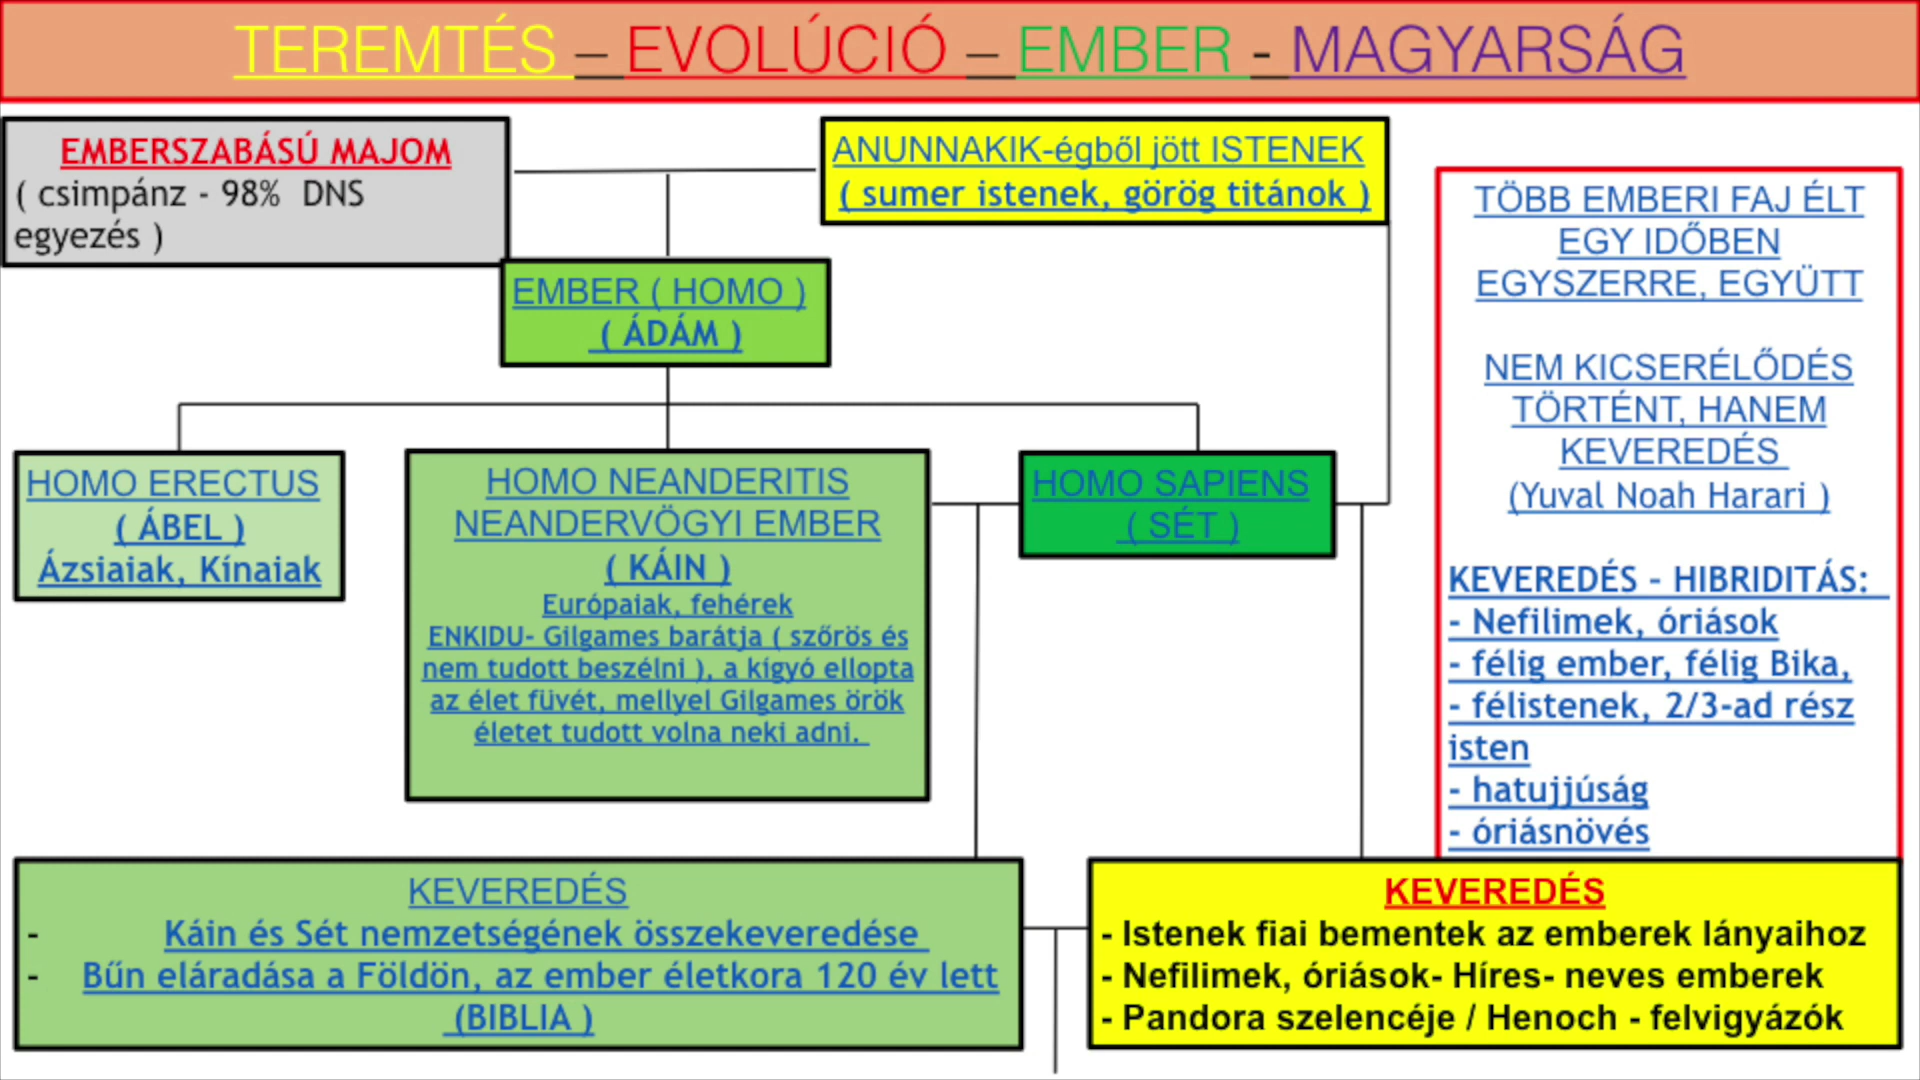 TEREMTÉS – EVOLÚCIÓ – EMBER - MAGYARSÁG
EMBERSZABÁSÚ MAJOM
( csimpánz - 98% DNS
egyezés )
ANUNNAKIK-égből jött ISTENEK
( sumer istenek, görög titánok )
EMBER ( HOMO )
( ÁDÁM )
HOMO ERECTUS
( ÁBEL )
Ázsiaiak, Kínaiak
HOMO NEANDERITIS
NEANDERVÖGYI EMBER
( KÁIN )
Európaiak, fehérek
ENKIDU- Gilgames barátja ( szőrös és
nem tudott beszélni ), a kígyó ellopta
az élet füvét, mellyel Gilgames örök
életet tudott volna neki adni.
HOMO SAPIENS
( SÉT )
TÖBB EMBERI FAJ ÉLT
EGY IDŐBEN
EGYSZERRE, EGYÜTT
NEM KICSERÉLŐDÉS
TÖRTÉNT, HANEM
KEVEREDÉS
(Yuval Noah Harari )
KEVEREDÉS - HIBRIDITÁS:
- Nefilimek, óriások
- félig ember, félig Bika,
- félistenek, 2/3-ad rész
isten
- hatujjúság
- óriásnövés
KEVEREDÉS
- Káin és Sét nemzetségének összekeveredése
- Bűn eláradása a Földön, az ember életkora 120 év lett
(BIBLIA )
KEVEREDÉS
- Istenek fiai bementek az emberek lányaihoz
- Nefilimek, óriások- Híres- neves emberek
- Pandora szelencéje / Henoch - felvigyázók